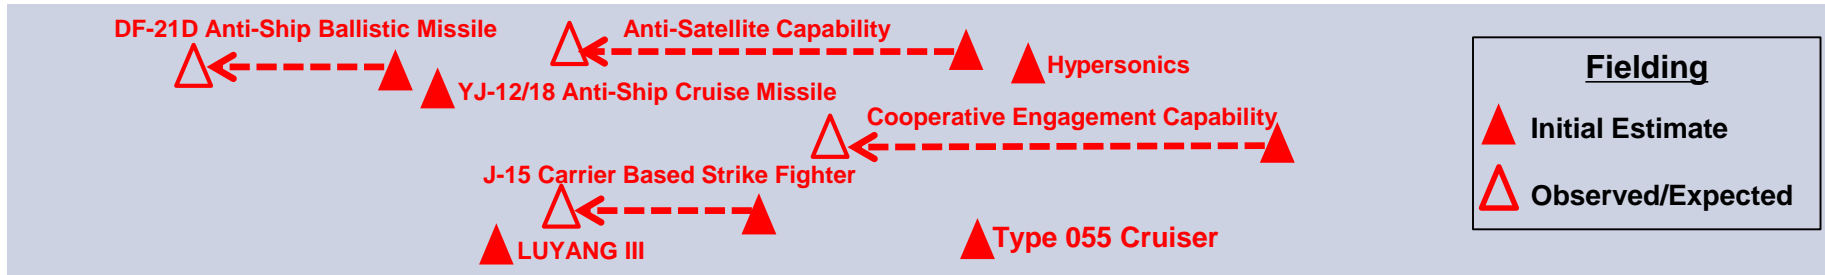 DF-21D Anti-Ship Ballistic Missile
Anti-Satellite Capability
Hypersonics
YJ-12/18 Anti-Ship Cruise Missile
Cooperative Engagement Capability
J-15 Carrier Based Strike Fighter
LUYANG III
Type 055 Cruiser
Fielding
Initial Estimate
Observed/Expected